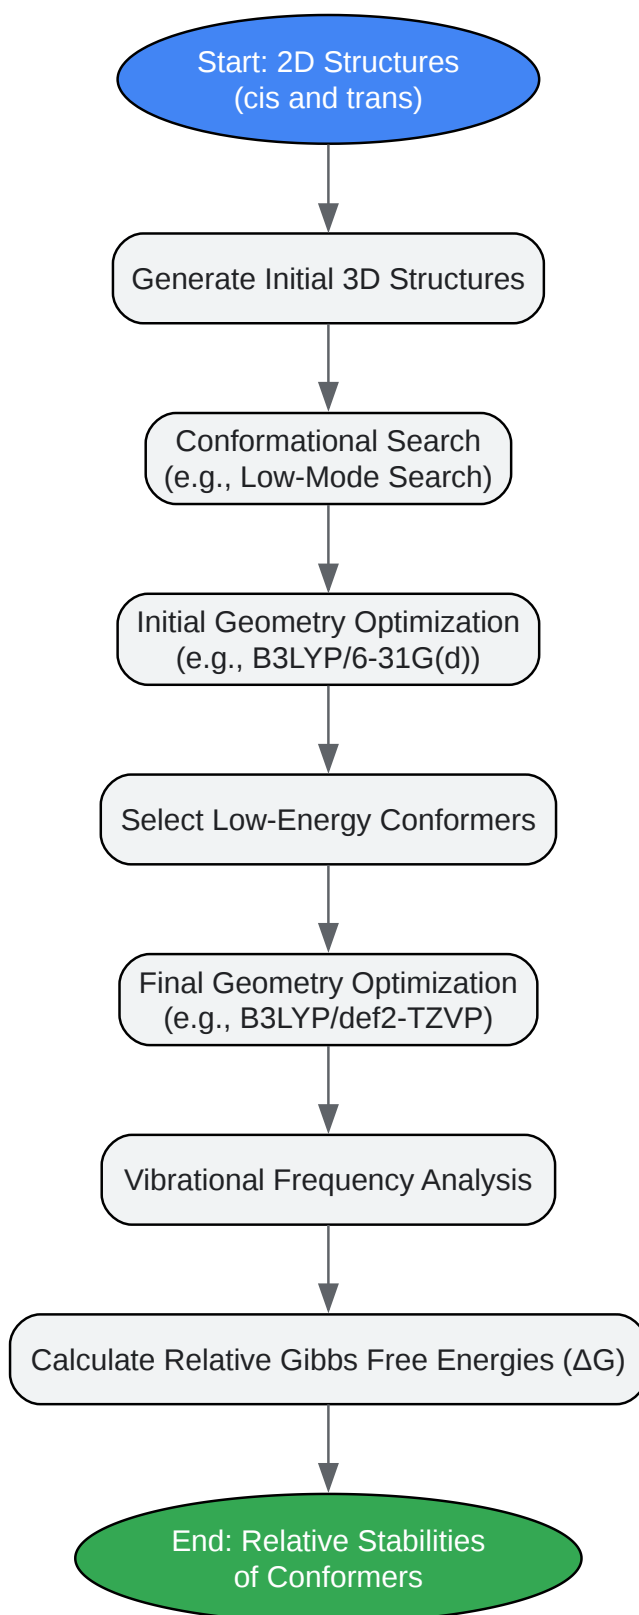 Start: 2D Structures
(cis and trans)
Generate Initial 3D Structures
Conformational Search
(e.g., Low-Mode Search)
Initial Geometry Optimization
(e.g., B3LYP/6-31G(d))
Select Low-Energy Conformers
Final Geometry Optimization
(e.g., B3LYP/def2-TZVP)
Vibrational Frequency Analysis
Calculate Relative Gibbs Free Energies (ΔG)
End: Relative Stabilities
of Conformers